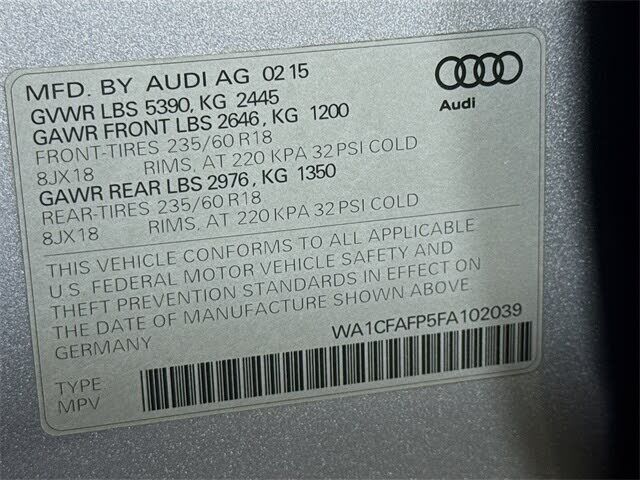 MFD. BY AUDI AG 02 15
GVWR LBS 5390, KG 2445
GAWR FRONT LBS 2646, KG 1200
FRONT-TIRES 235/60 R18
8JX18 RIMS, AT 220 KPA 32 PSI COLD
GAWR REAR LBS 2976, KG 1350
REAR-TIRES 235/60 R18
8JX18 RIMS, AT 220 KPA 32 PSI COLD
Audi
THIS VEHICLE CONFORMS TO ALL APPLICABLE
U.S. FEDERAL MOTOR VEHICLE SAFETY AND
THEFT PREVENTION STANDARDS IN EFFECT ON
THE DATE OF MANUFACTURE SHOWN ABOVE
GERMANY
WA1CFAFP5FA102039
TYPE
MPV